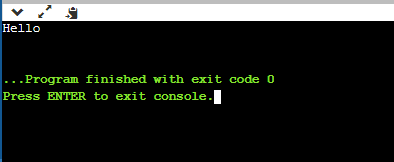 Hello
...Program finished with exit code 0
Press ENTER to exit console.